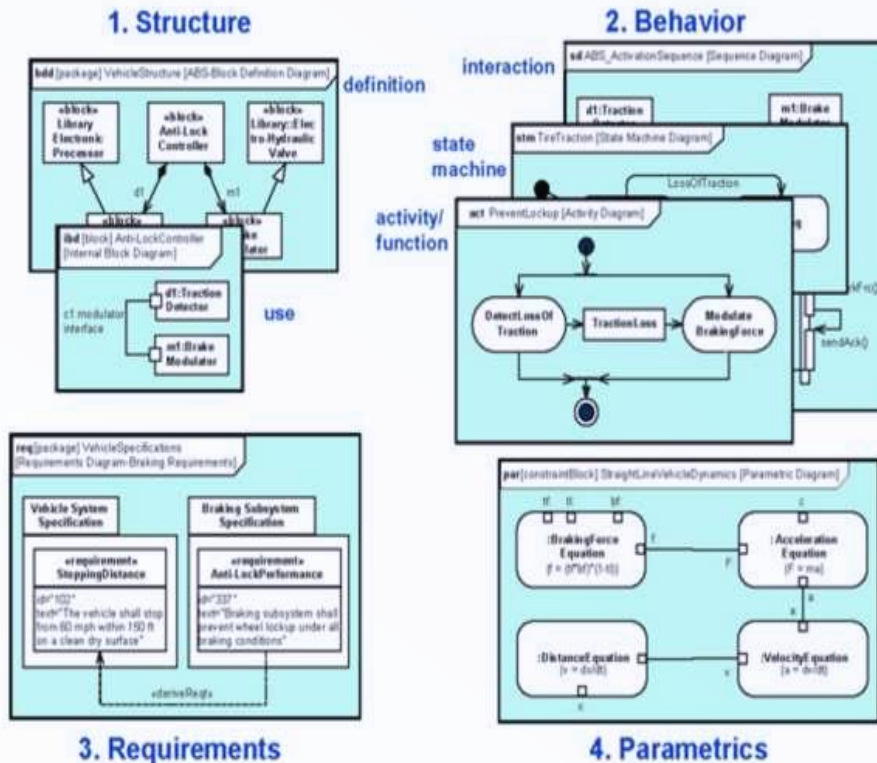 1. Structure
bdd [package] VehicleStructure [ABS-Block Definition Diagram]
definition
«block»
Library
Electronic
Processor
«block»
Anti-Lock
Controller
«block»
Library::Elec
tro-Hydraulic
Valve
d1
m1
«block»
«block»
ibd [block] Anti-LockController
[Internal Block Diagram]
use
d1:Traction
Detector
c1 modulator
interface
m1:Brake
Modulator
2. Behavior
interaction
sd ABS_ActivationSequence [Sequence Diagram]
d1:Traction
m1:Brake
state
machine
stm TireTraction [State Machine Diagram]
LossOfTraction
activity/
function
act PreventLockup [Activity Diagram]
DetectLossOf
Traction
TractionLoss
Modulate
BrakingForce
sendAck()
req [package] VehicleSpecifications
[Requirements Diagram-Braking Requirements]
Vehicle System
Specification
Braking Subsystem
Specification
«requirement»
StoppingDistance
«requirement»
Anti-LockPerformance
id="102"
text="The vehicle shall stop
from 60 mph within 150 ft
on a clean dry surface"
id="337"
text="Braking subsystem shall
prevent wheel lockup under all
braking conditions"
«deriveReqt»
3. Requirements
par [constraintBlock] StraightLineVehicleDynamics [Parametric Diagram]
tf
bf
c
:BrakingForce
Equation
f
F
:Acceleration
Equation
(F = ma)
a
a
:DistanceEquation
(v = dx/dt)
v
v
:VelocityEquation
(a = dv/dt)
x
4. Parametrics